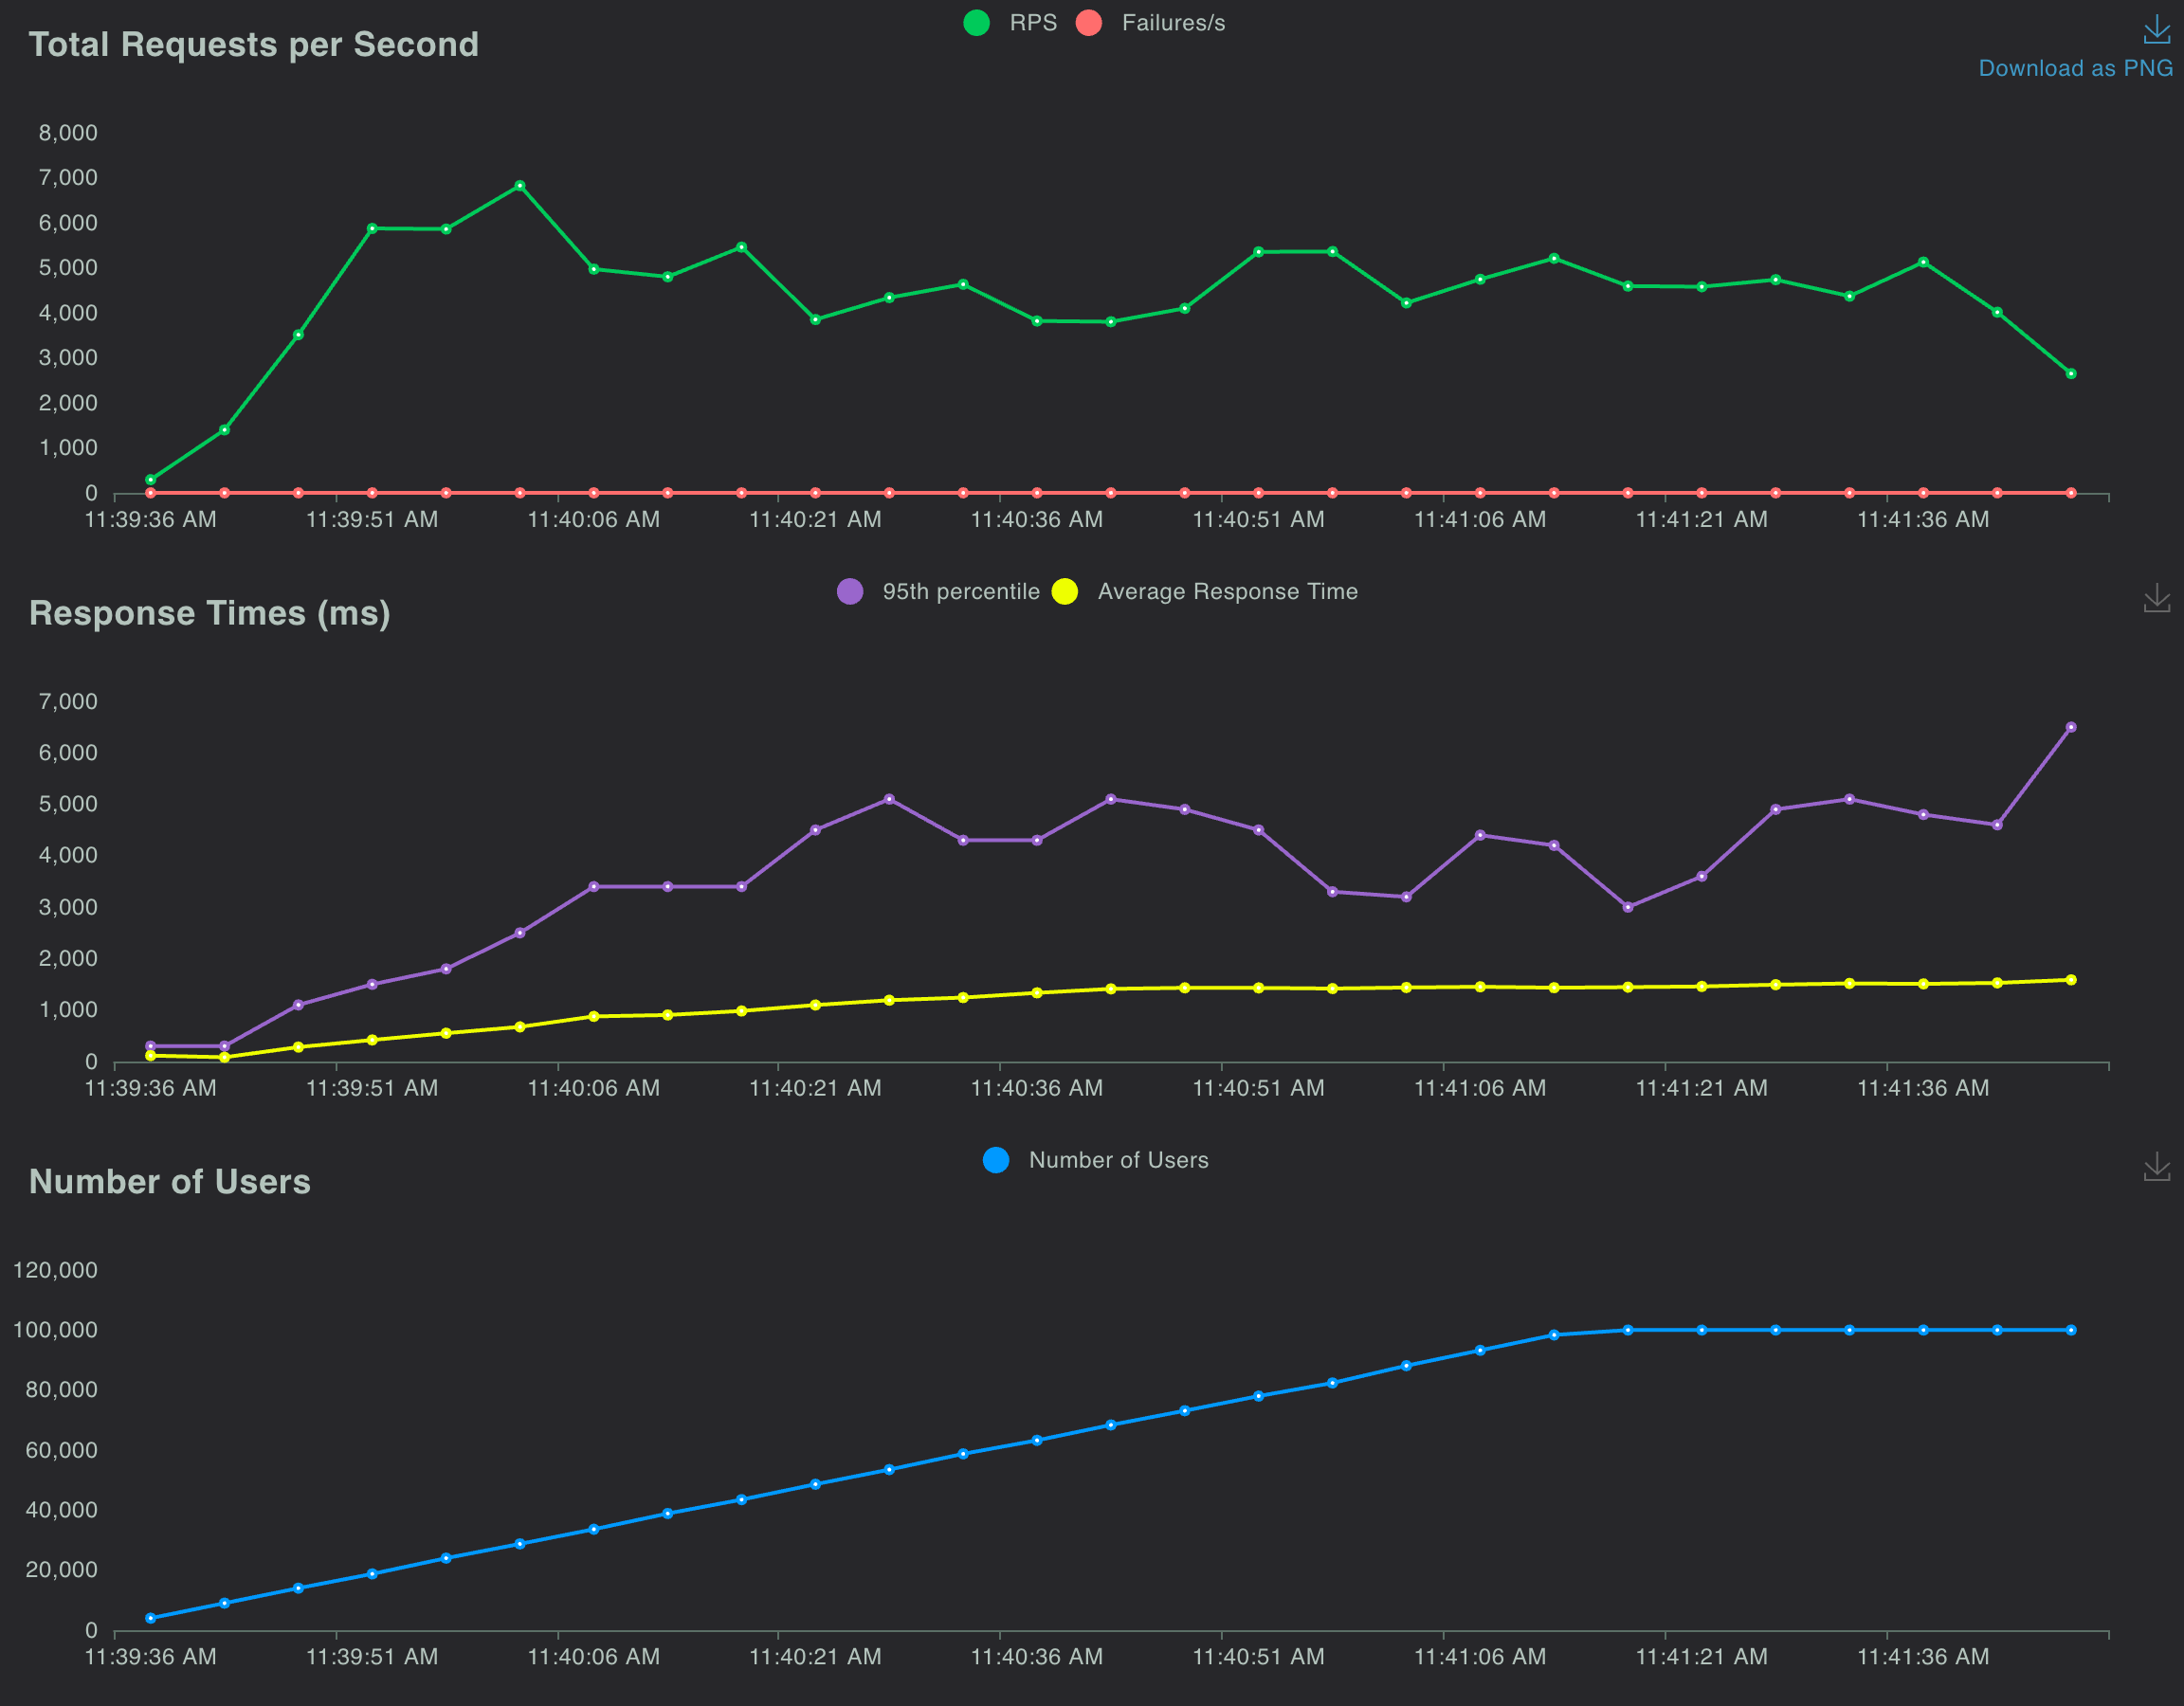 RPS Failures/s
Total Requests per Second
Download as PNG
8,000
7,000
6,000
5,000
4,000
3,000
2,000
1,000
0
11:39:36 AM 11:39:51 AM 11:40:06 AM 11:40:21 AM 11:40:36 AM 11:40:51 AM 11:41:06 AM 11:41:21 AM 11:41:36 AM
95th percentile Average Response Time
Response Times (ms)
7,000
6,000
5,000
4,000
3,000
2,000
1,000
0
11:39:36 AM 11:39:51 AM 11:40:06 AM 11:40:21 AM 11:40:36 AM 11:40:51 AM 11:41:06 AM 11:41:21 AM 11:41:36 AM
Number of Users
Number of Users
120,000
100,000
80,000
60,000
40,000
20,000
0
11:39:36 AM 11:39:51 AM 11:40:06 AM 11:40:21 AM 11:40:36 AM 11:40:51 AM 11:41:06 AM 11:41:21 AM 11:41:36 AM